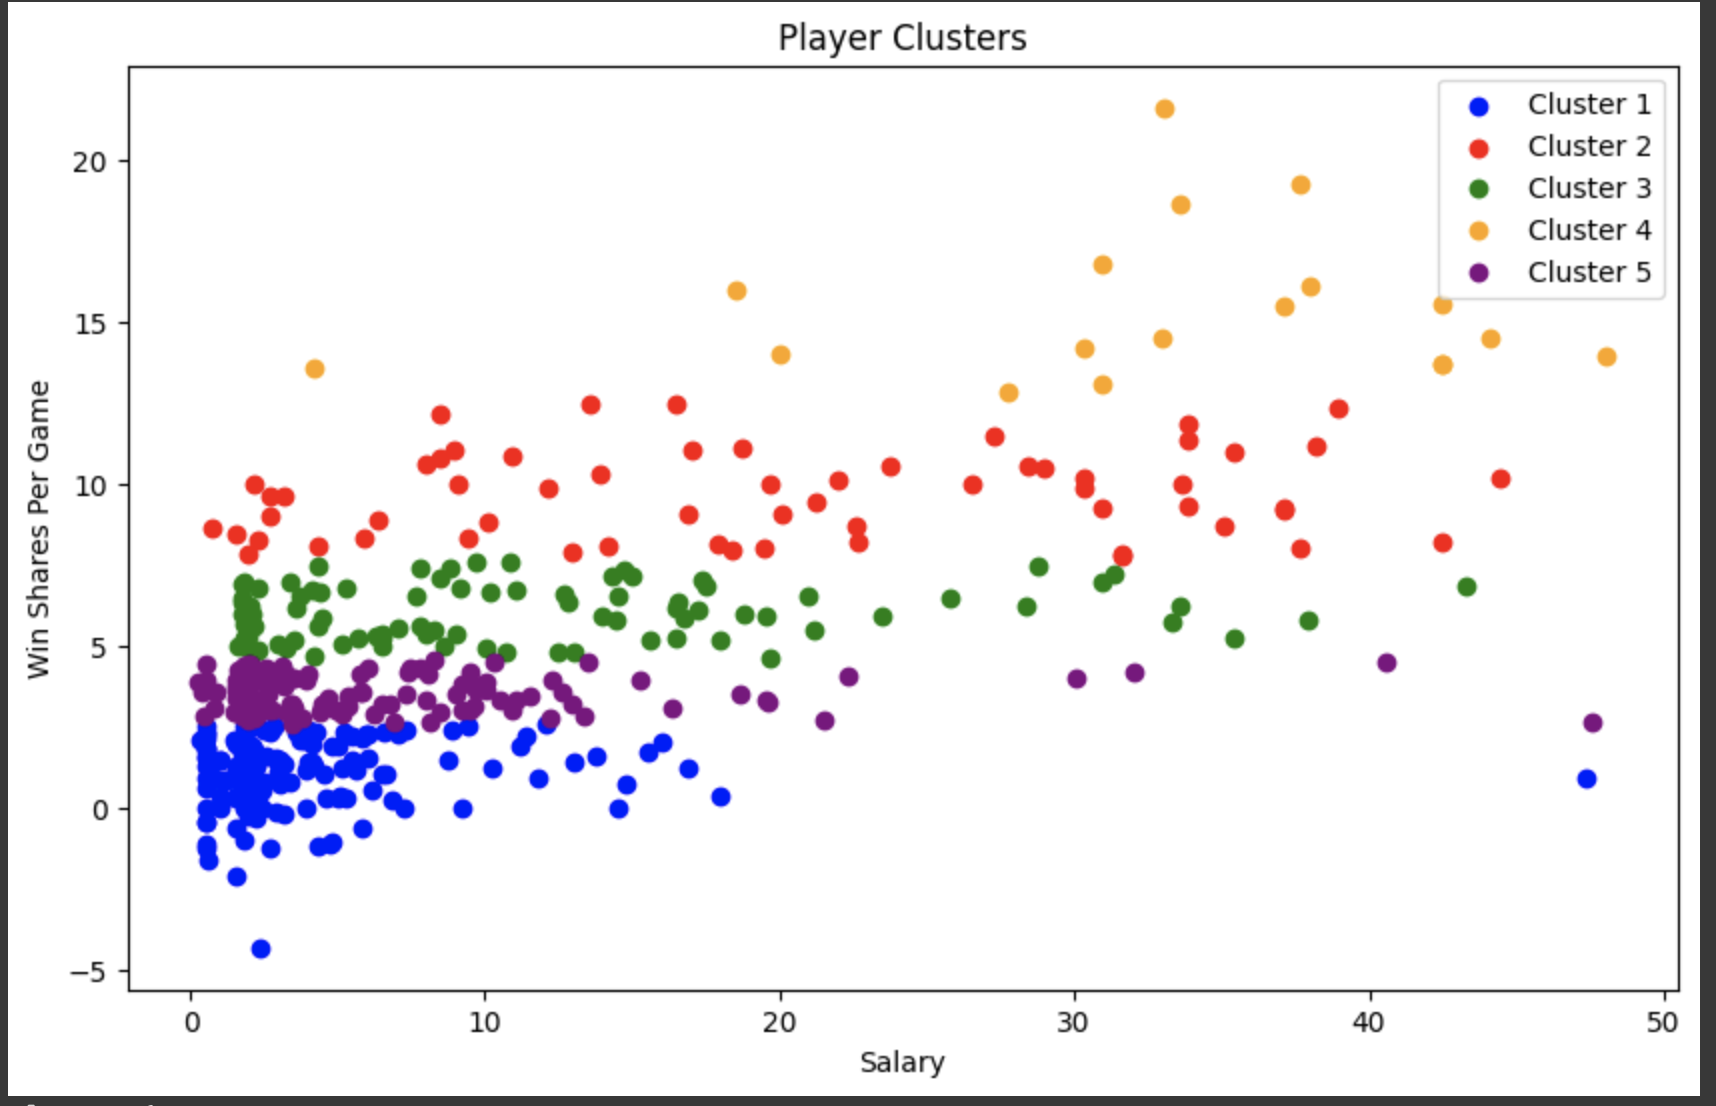 Player Clusters
Cluster 1
Cluster 2
Cluster 3
Cluster 4
Cluster 5
20
15
10
5
0
−5
Win Shares Per Game
0
10
20
30
40
50
Salary